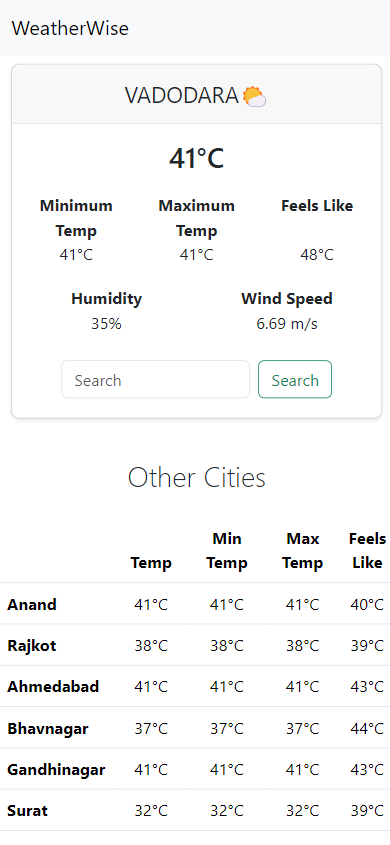 WeatherWise
VADODARA
41°C
Minimum Temp Maximum Temp Feels Like
41°C 41°C 48°C
Humidity Wind Speed
35% 6.69 m/s
Search Search
Other Cities
Temp Min Temp Max Temp Feels Like
Anand 41°C 41°C 41°C 40°C
Rajkot 38°C 38°C 38°C 39°C
Ahmedabad 41°C 41°C 41°C 43°C
Bhavnagar 37°C 37°C 37°C 44°C
Gandhinagar 41°C 41°C 41°C 43°C
Surat 32°C 32°C 32°C 39°C